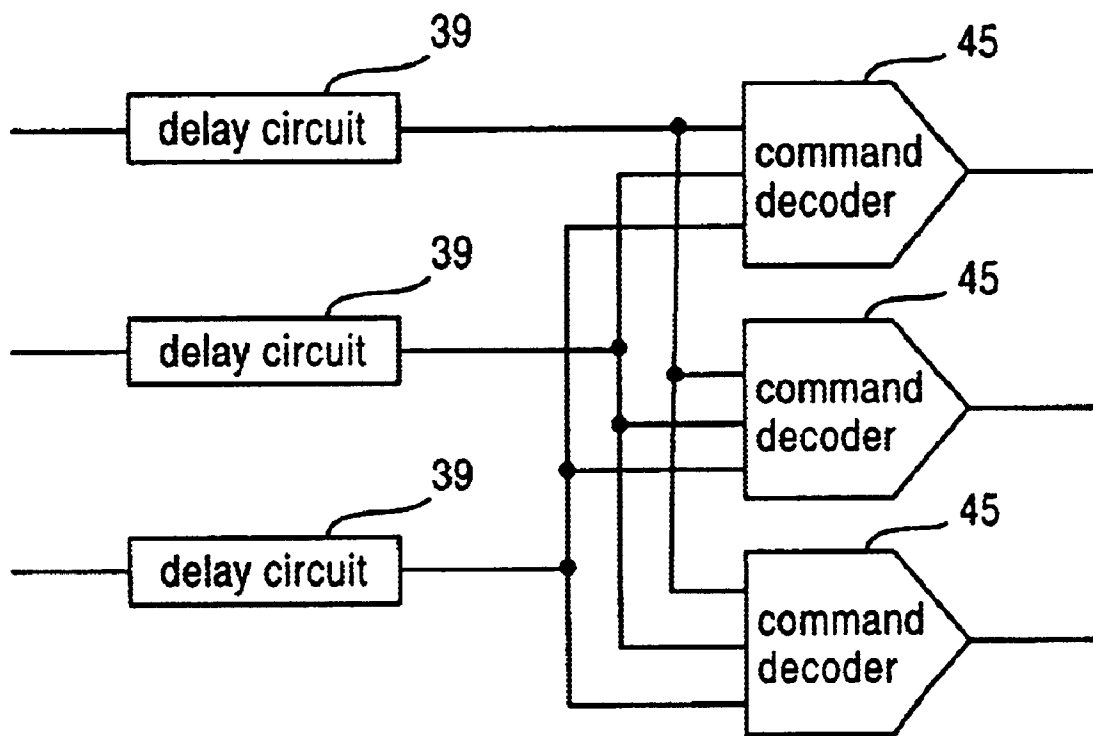 39
delay circuit
45
command
decoder
39
delay circuit
45
command
decoder
39
delay circuit
45
command
decoder